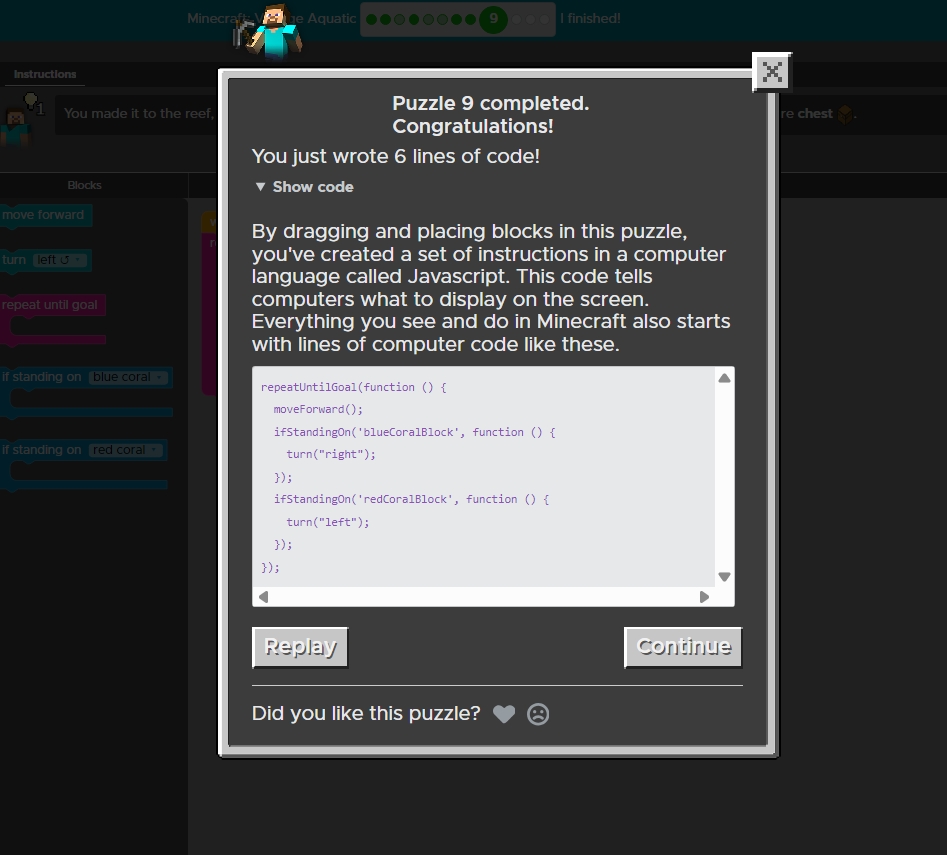 Minecraft: Voyage Aquatic
9
I finished!
Instructions
1
You made it to the reef,
re chest
Blocks
move forward
turn left ↺
repeat until goal
if standing on blue coral
if standing on red coral
Puzzle 9 completed.
Congratulations!
You just wrote 6 lines of code!
▼ Show code
By dragging and placing blocks in this puzzle,
you've created a set of instructions in a computer
language called Javascript. This code tells
computers what to display on the screen.
Everything you see and do in Minecraft also starts
with lines of computer code like these.
repeatUntilGoal(function () {
  moveForward();
  ifStandingOn('blueCoralBlock', function () {
    turn("right");
  });
  ifStandingOn('redCoralBlock', function () {
    turn("left");
  });
});
Replay
Continue
Did you like this puzzle?